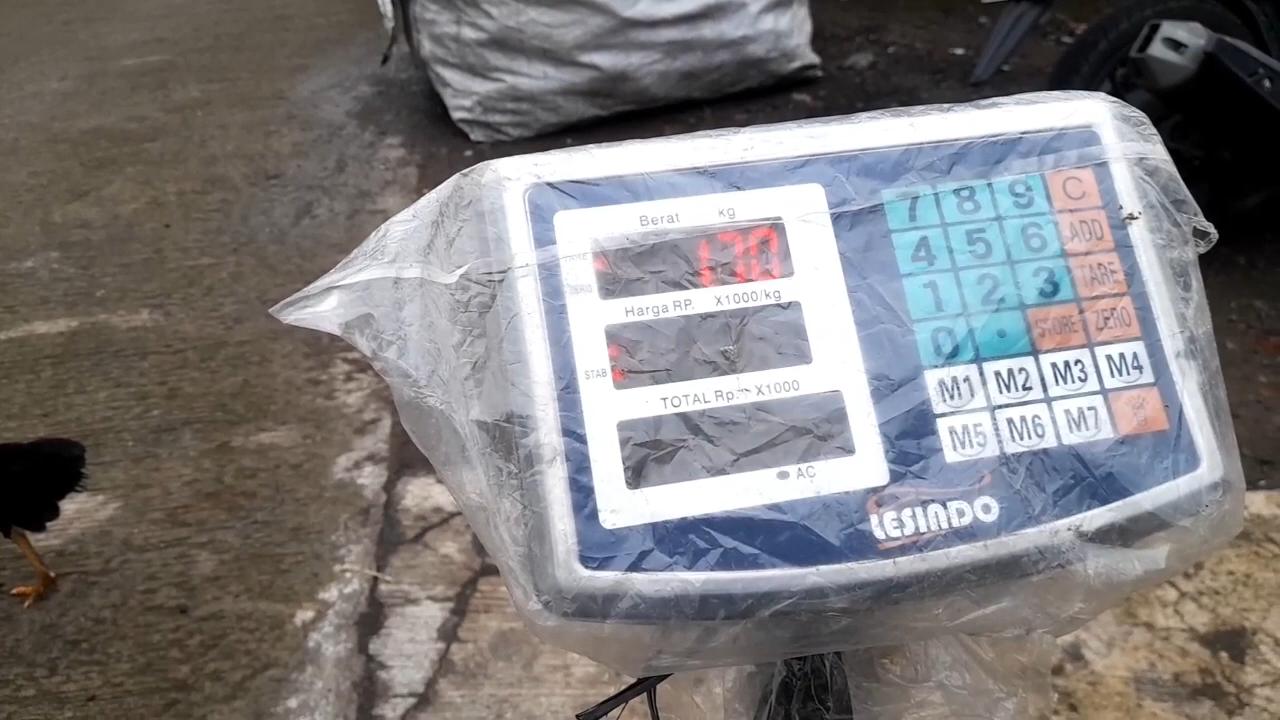 Berat kg
170
Harga RP. X1000/kg
STAB
TOTAL Rp. X1000
AC
7 8 9 C
4 5 6 ADD
1 2 3 TARE
0 . STORE ZERO
M1 M2 M3 M4
M5 M6 M7
LESINDO